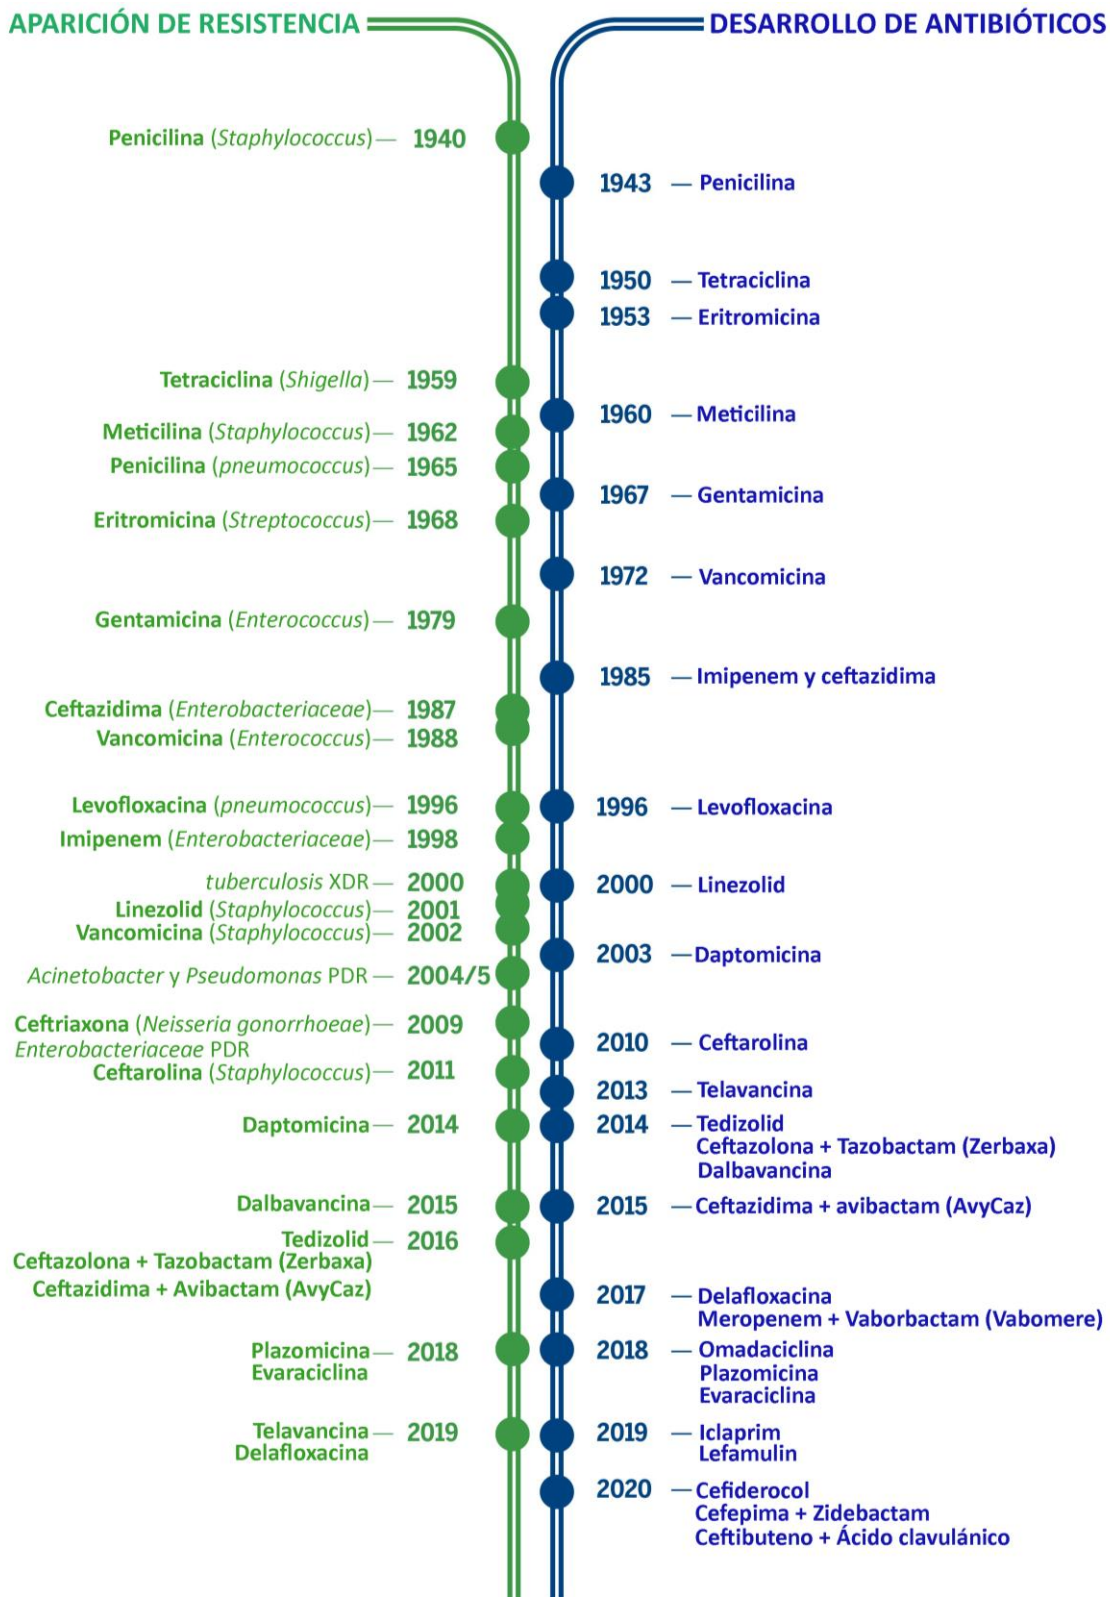 APARICIÓN DE RESISTENCIA
DESARROLLO DE ANTIBIÓTICOS
Penicilina (Staphylococcus) — 1940
1943 — Penicilina
1950 — Tetraciclina
1953 — Eritromicina
Tetraciclina (Shigella) — 1959
1960 — Meticilina
Meticilina (Staphylococcus) — 1962
Penicilina (pneumococcus) — 1965
1967 — Gentamicina
Eritromicina (Streptococcus) — 1968
1972 — Vancomicina
Gentamicina (Enterococcus) — 1979
1985 — Imipenem y ceftazidima
Ceftazidima (Enterobacteriaceae) — 1987
Vancomicina (Enterococcus) — 1988
Levofloxacina (pneumococcus) — 1996
1996 — Levofloxacina
Imipenem (Enterobacteriaceae) — 1998
tuberculosis XDR — 2000
2000 — Linezolid
Linezolid (Staphylococcus) — 2001
Vancomicina (Staphylococcus) — 2002
2003 — Daptomicina
Acinetobacter y Pseudomonas PDR — 2004/5
Ceftriaxona (Neisseria gonorrhoeae) — 2009
Enterobacteriaceae PDR
2010 — Ceftarolina
Ceftarolina (Staphylococcus) — 2011
2013 — Telavancina
Daptomicina — 2014
2014 — Tedizolid
Ceftazolona + Tazobactam (Zerbaxa)
Dalbavancina
Dalbavancina — 2015
2015 — Ceftazidima + avibactam (AvyCaz)
Tedizolid — 2016
Ceftazolona + Tazobactam (Zerbaxa)
Ceftazidima + Avibactam (AvyCaz)
2017 — Delafloxacina
Meropenem + Vaborbactam (Vabomere)
Plazomicina — 2018
Evaraciclina
2018 — Omadaciclina
Plazomicina
Evaraciclina
Telavancina — 2019
Delafloxacina
2019 — Iclaprim
Lefamulin
2020 — Cefiderocol
Cefepima + Zidebactam
Ceftibuteno + Ácido clavulánico